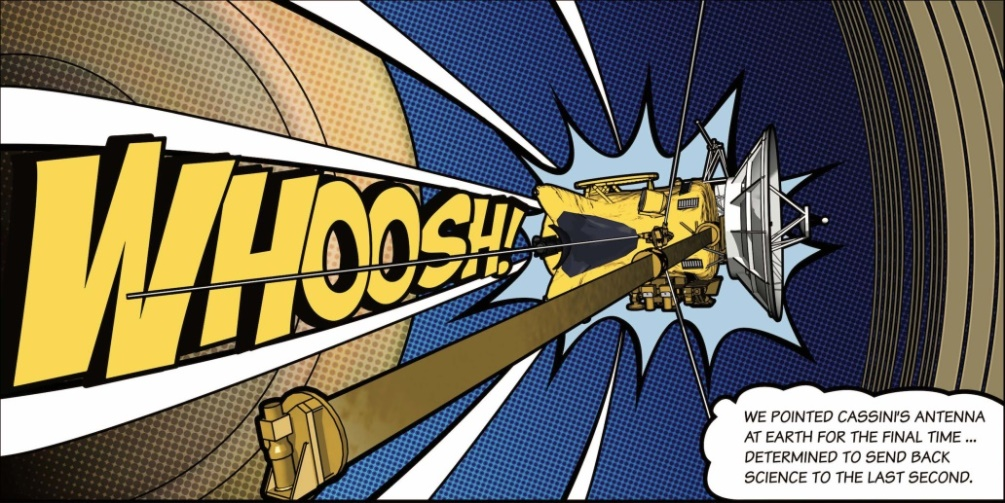 WHOOSH!
WE POINTED CASSINI'S ANTENNA
AT EARTH FOR THE FINAL TIME ...
DETERMINED TO SEND BACK
SCIENCE TO THE LAST SECOND.